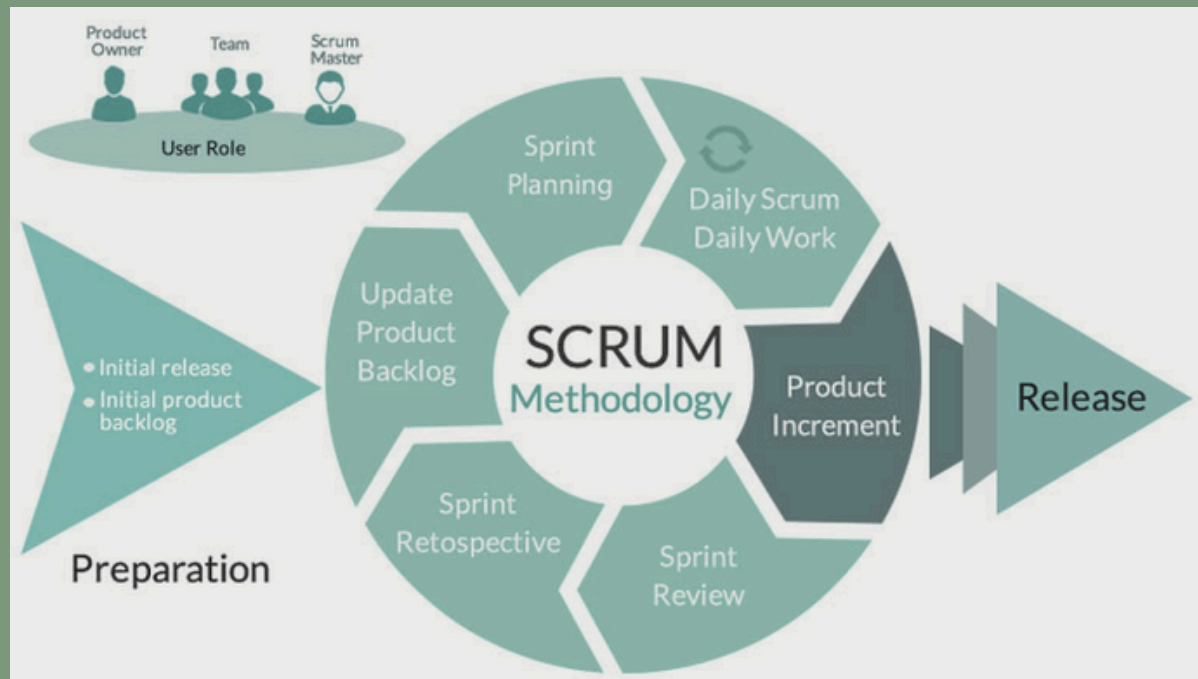 Product
Owner
Team
Scrum
Master
User Role
Sprint
Planning
Daily Scrum
Daily Work
Update
Product
Backlog
SCRUM
Methodology
Product
Increment
Release
• Initial release
• Initial product
backlog
Preparation
Sprint
Retospective
Sprint
Review